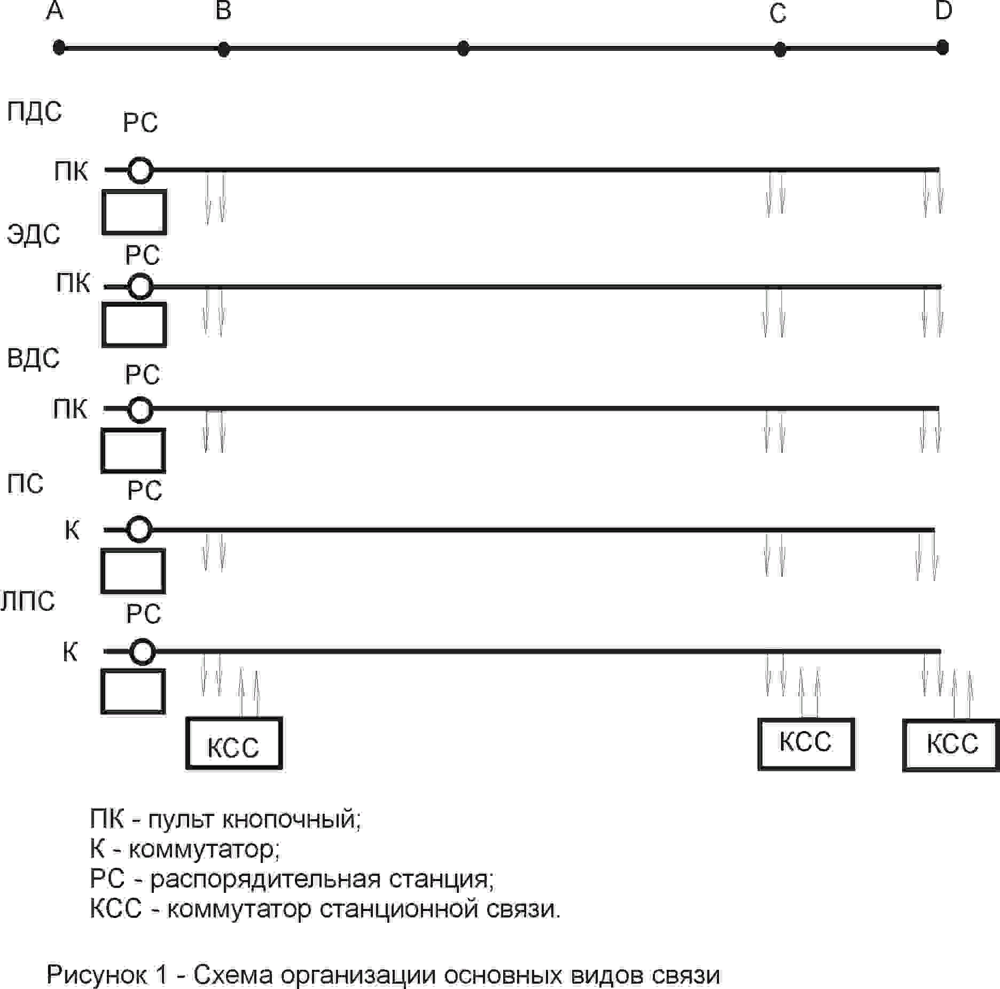 A B C D
ПДС
РС
ПК
ЭДС
РС
ПК
ВДС
РС
ПК
ПС
РС
К
ЛПС
РС
К
КСС КСС КСС
ПК - пульт кнопочный;
К - коммутатор;
РС - распорядительная станция;
КСС - коммутатор станционной связи.
Рисунок 1 - Схема организации основных видов связи